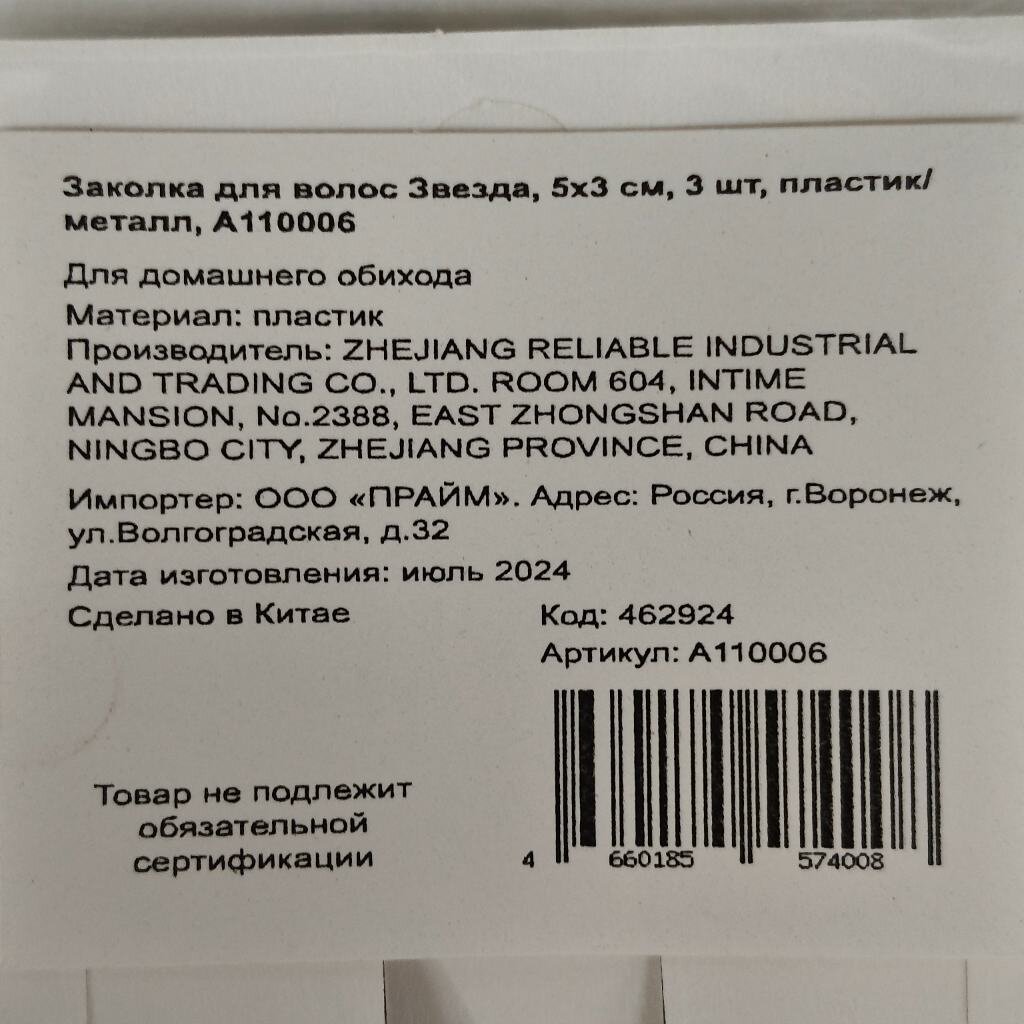 Заколка для волос Звезда, 5х3 см, 3 шт, пластик/
металл, А110006
Для домашнего обихода
Материал: пластик
Производитель: ZHEJIANG RELIABLE INDUSTRIAL
AND TRADING CO., LTD. ROOM 604, INTIME
MANSION, No.2388, EAST ZHONGSHAN ROAD,
NINGBO CITY, ZHEJIANG PROVINCE, CHINA
Импортер: ООО «ПРАЙМ». Адрес: Россия, г.Воронеж,
ул.Волгоградская, д.32
Дата изготовления: июль 2024
Сделано в Китае
Код: 462924
Артикул: А110006
Товар не подлежит
обязательной
сертификации
4 660185 574008